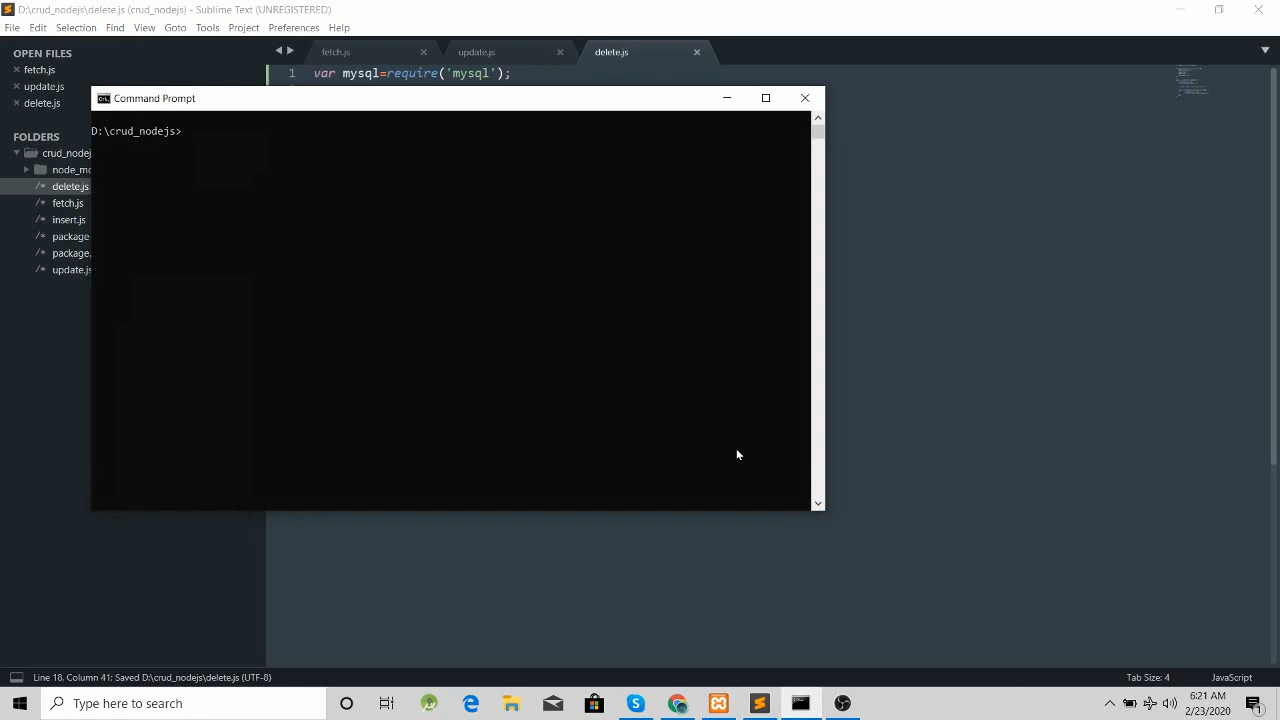 D:\crud_nodejs\delete.js (crud_nodejs) - Sublime Text (UNREGISTERED)
File Edit Selection Find View Goto Tools Project Preferences Help
OPEN FILES
fetch.js
update.js
delete.js
FOLDERS
crud_nodej
node_mo
delete.js
fetch.js
insert.js
package
package.
update.js
fetch.js update.js delete.js
1 var mysql=require('mysql');
Command Prompt
D:\crud_nodejs>
Line 18, Column 41: Saved D:\crud_nodejs\delete.js (UTF-8)
Tab Size: 4 JavaScript
Type here to search
6:21 AM
2/23/2020
1